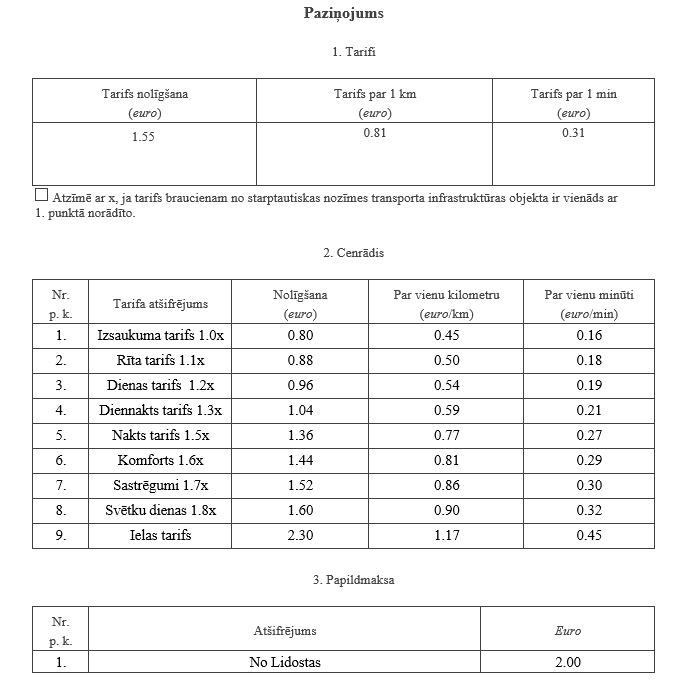 Paziņojums
1. Tarifi
Tarifs nolīgšana Tarifs par 1 km Tarifs par 1 min
(euro) (euro) (euro)
1.55 0.81 0.31
Atzīmē ar x, ja tarifs braucienam no starptautiskas nozīmes transporta infrastruktūras objekta ir vienāds ar
1. punktā norādīto.
2. Cenrādis
Nr. Nolīgšana Par vienu kilometru Par vienu minūti
Tarifa atšifrējums
p. k. (euro) (euro/km) (euro/min)
1. Izsaukuma tarifs 1.0x 0.80 0.45 0.16
2. Rīta tarifs 1.1x 0.88 0.50 0.18
3. Dienas tarifs 1.2x 0.96 0.54 0.19
4. Diennakts tarifs 1.3x 1.04 0.59 0.21
5. Nakts tarifs 1.5x 1.36 0.77 0.27
6. Komforts 1.6x 1.44 0.81 0.29
7. Sastrēgumi 1.7x 1.52 0.86 0.30
8. Svētku dienas 1.8x 1.60 0.90 0.32
9. Ielas tarifs 2.30 1.17 0.45
3. Papildmaksa
Nr.
Atšifrējums Euro
p. k.
1. No Lidostas 2.00